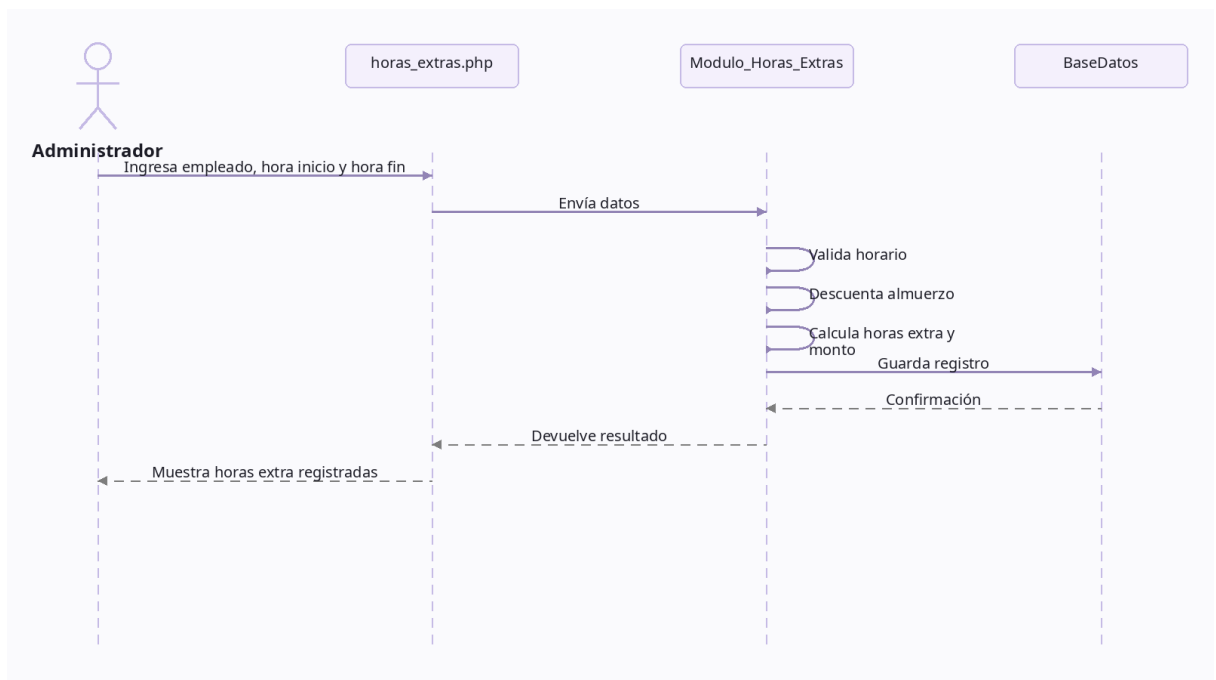 horas_extras.php
Modulo_Horas_Extras
BaseDatos
Administrador
Ingresa empleado, hora inicio y hora fin
Envía datos
Valida horario
Descuenta almuerzo
Calcula horas extra y
monto
Guarda registro
Confirmación
Devuelve resultado
Muestra horas extra registradas